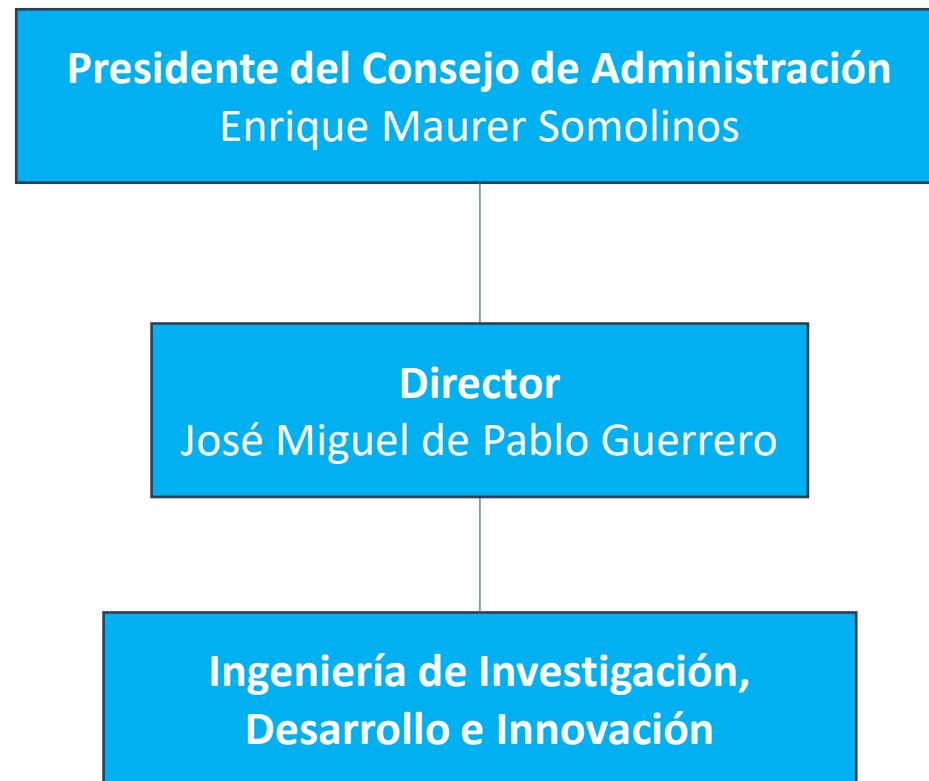 Presidente del Consejo de Administración
Enrique Maurer Somolinos
Director
José Miguel de Pablo Guerrero
Ingeniería de Investigación,
Desarrollo e Innovación